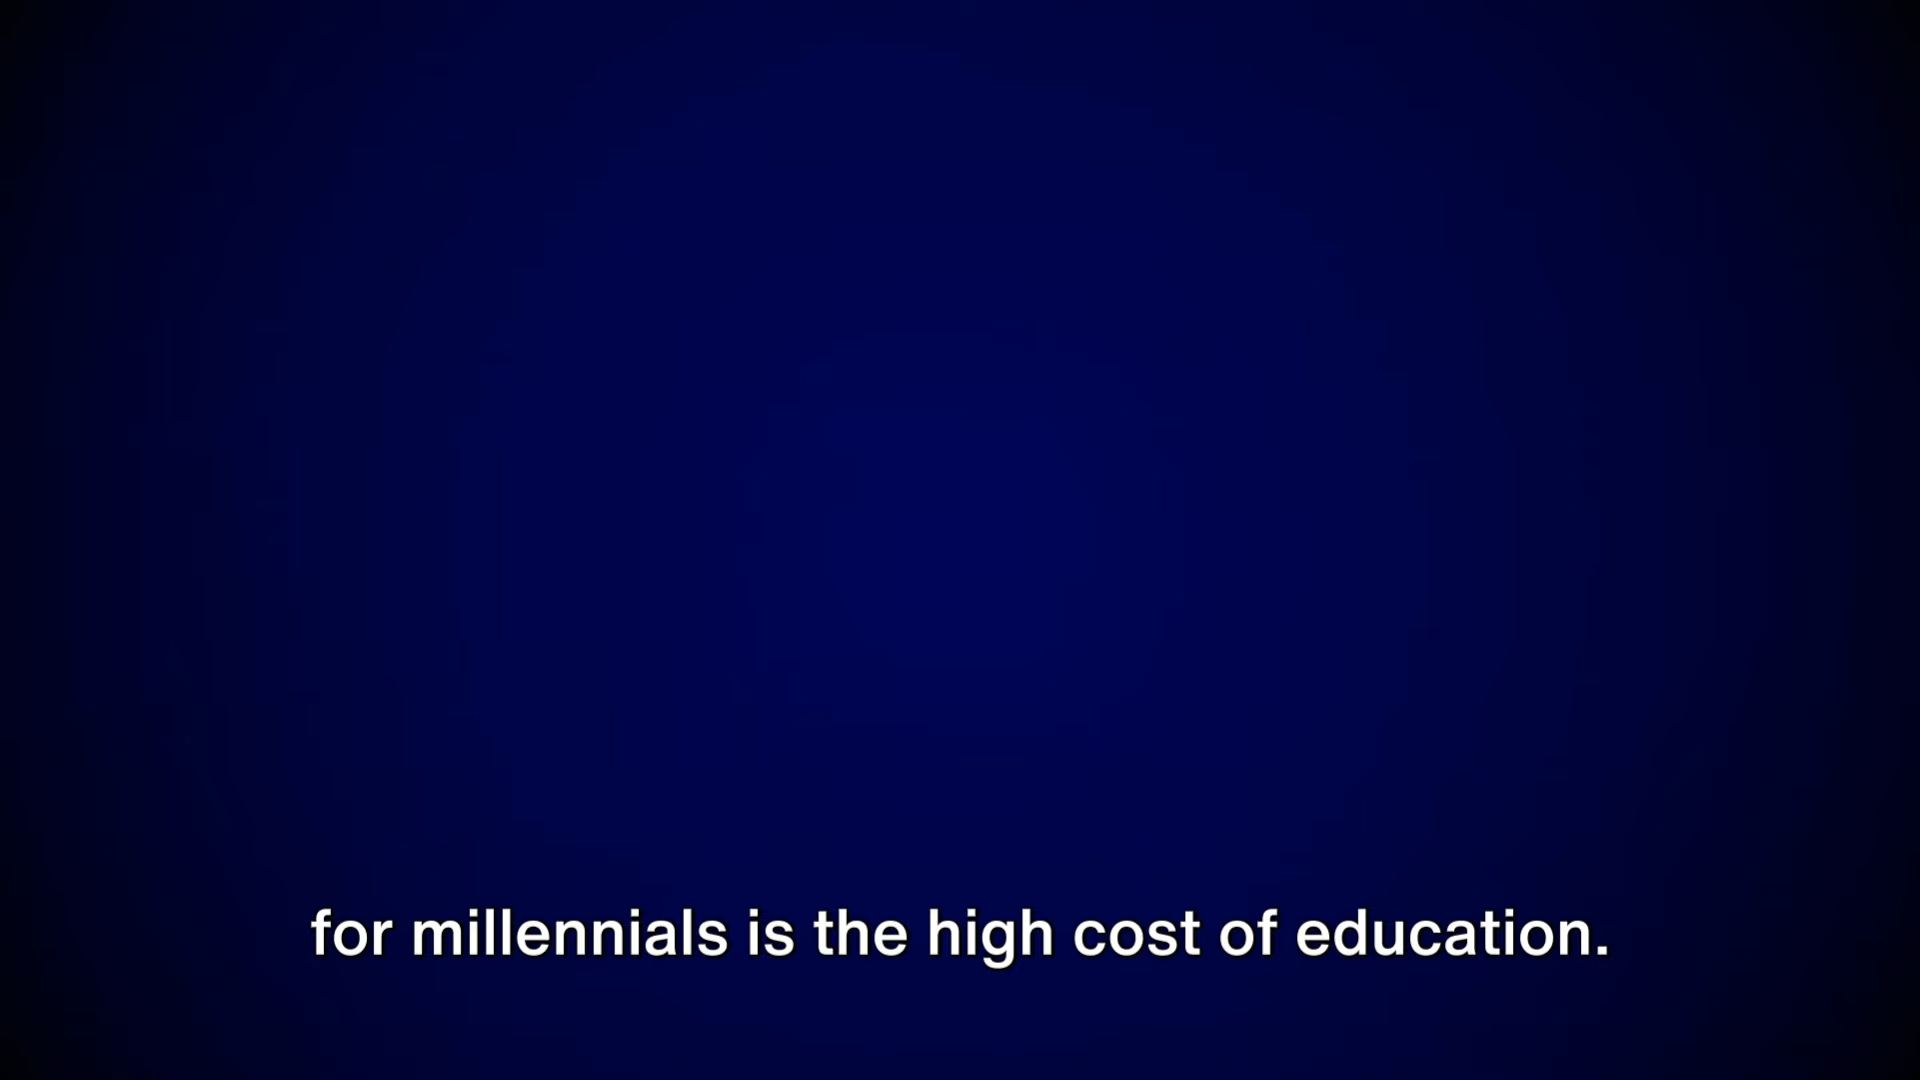 for millennials is the high cost of education.